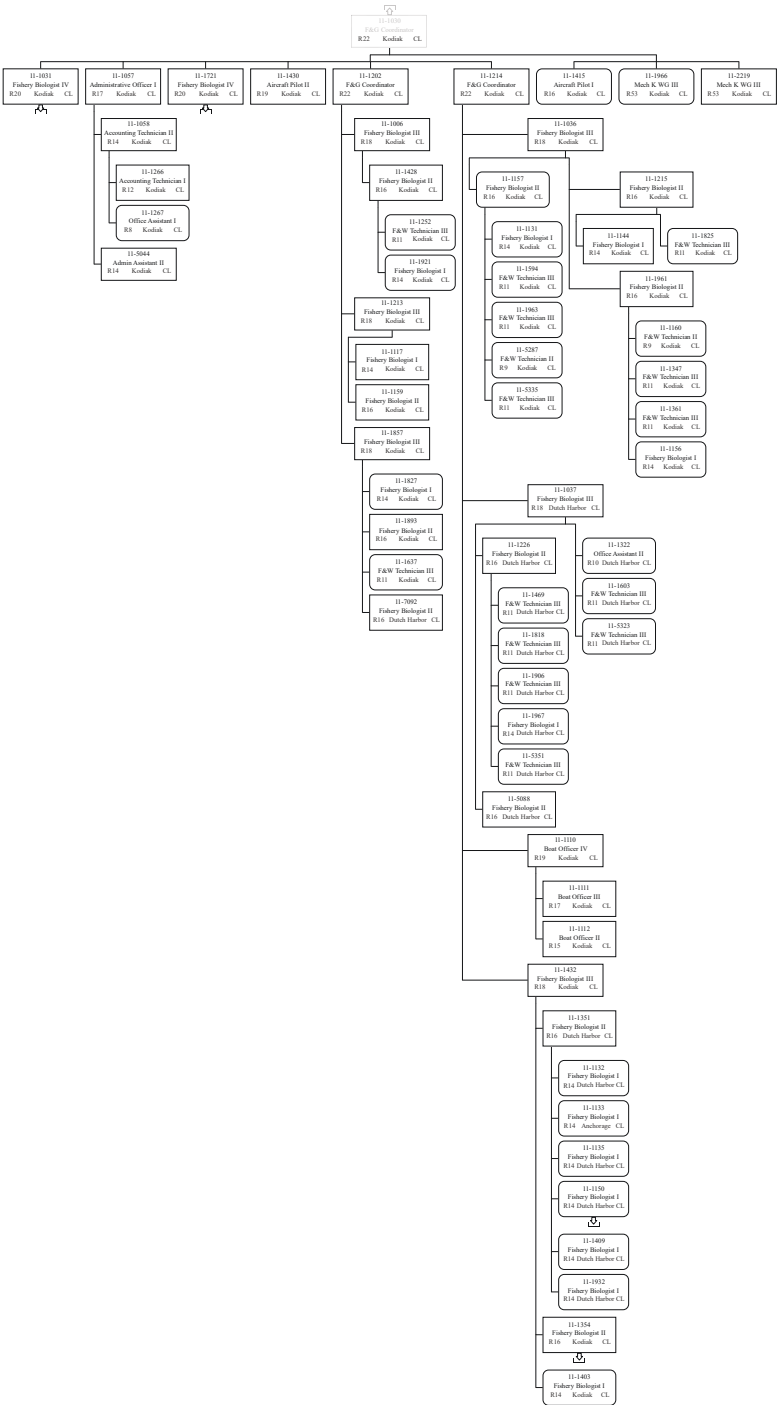 11-1030
F&G Coordinator
R22 Kodiak CL
11-1031
Fishery Biologist IV
R20 Kodiak CL
11-1057
Administrative Officer I
R17 Kodiak CL
11-1721
Fishery Biologist IV
R20 Kodiak CL
11-1430
Aircraft Pilot II
R19 Kodiak CL
11-1202
F&G Coordinator
R22 Kodiak CL
11-1214
F&G Coordinator
R22 Kodiak CL
11-1415
Aircraft Pilot I
R16 Kodiak CL
11-1966
Mech K WG III
R53 Kodiak CL
11-2219
Mech K WG III
R53 Kodiak CL
11-1058
Accounting Technician II
R14 Kodiak CL
11-1266
Accounting Technician I
R12 Kodiak CL
11-1267
Office Assistant I
R8 Kodiak CL
11-5044
Admin Assistant II
R14 Kodiak CL
11-1006
Fishery Biologist III
R18 Kodiak CL
11-1428
Fishery Biologist II
R16 Kodiak CL
11-1252
F&W Technician III
R11 Kodiak CL
11-1921
Fishery Biologist I
R14 Kodiak CL
11-1213
Fishery Biologist III
R18 Kodiak CL
11-1117
Fishery Biologist I
R14 Kodiak CL
11-1159
Fishery Biologist II
R16 Kodiak CL
11-1857
Fishery Biologist III
R18 Kodiak CL
11-1827
Fishery Biologist I
R14 Kodiak CL
11-1893
Fishery Biologist II
R16 Kodiak CL
11-1637
F&W Technician III
R11 Kodiak CL
11-7092
Fishery Biologist II
R16 Dutch Harbor CL
11-1036
Fishery Biologist III
R18 Kodiak CL
11-1157
Fishery Biologist II
R16 Kodiak CL
11-1131
Fishery Biologist I
R14 Kodiak CL
11-1594
F&W Technician III
R11 Kodiak CL
11-1963
F&W Technician III
R11 Kodiak CL
11-5287
F&W Technician II
R9 Kodiak CL
11-5335
F&W Technician III
R11 Kodiak CL
11-1215
Fishery Biologist II
R16 Kodiak CL
11-1144
Fishery Biologist I
R14 Kodiak CL
11-1825
F&W Technician III
R11 Kodiak CL
11-1961
Fishery Biologist II
R16 Kodiak CL
11-1160
F&W Technician II
R9 Kodiak CL
11-1347
F&W Technician III
R11 Kodiak CL
11-1361
F&W Technician III
R11 Kodiak CL
11-1156
Fishery Biologist I
R14 Kodiak CL
11-1037
Fishery Biologist III
R18 Dutch Harbor CL
11-1226
Fishery Biologist II
R16 Dutch Harbor CL
11-1469
F&W Technician III
R11 Dutch Harbor CL
11-1818
F&W Technician III
R11 Dutch Harbor CL
11-1906
F&W Technician III
R11 Dutch Harbor CL
11-1967
Fishery Biologist I
R14 Dutch Harbor CL
11-5351
F&W Technician III
R11 Dutch Harbor CL
11-5088
Fishery Biologist II
R16 Dutch Harbor CL
11-1322
Office Assistant II
R10 Dutch Harbor CL
11-1603
F&W Technician III
R11 Dutch Harbor CL
11-5323
F&W Technician III
R11 Dutch Harbor CL
11-1110
Boat Officer IV
R19 Kodiak CL
11-1111
Boat Officer III
R17 Kodiak CL
11-1112
Boat Officer II
R15 Kodiak CL
11-1432
Fishery Biologist III
R18 Kodiak CL
11-1351
Fishery Biologist II
R16 Dutch Harbor CL
11-1132
Fishery Biologist I
R14 Dutch Harbor CL
11-1133
Fishery Biologist I
R14 Anchorage CL
11-1135
Fishery Biologist I
R14 Dutch Harbor CL
11-1150
Fishery Biologist I
R14 Dutch Harbor CL
11-1409
Fishery Biologist I
R14 Dutch Harbor CL
11-1932
Fishery Biologist I
R14 Dutch Harbor CL
11-1354
Fishery Biologist II
R16 Kodiak CL
11-1403
Fishery Biologist I
R14 Kodiak CL